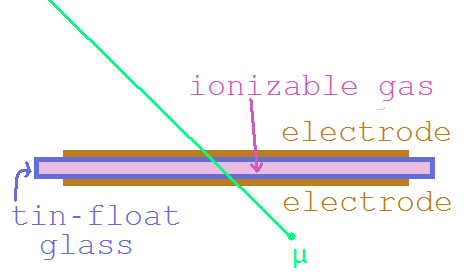 ionizable gas
electrode
electrode
tin-float
glass
μ